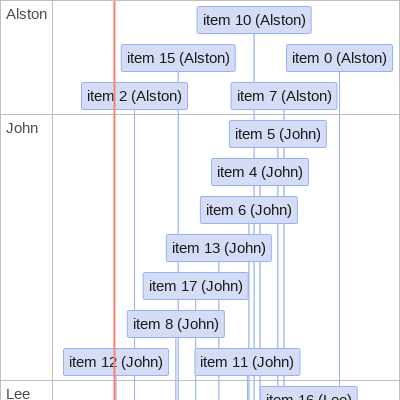 Alston
item 10 (Alston)
item 15 (Alston)
item 0 (Alston)
item 2 (Alston)
item 7 (Alston)
John
item 5 (John)
item 4 (John)
item 6 (John)
item 13 (John)
item 17 (John)
item 8 (John)
item 12 (John)
item 11 (John)
Lee
item 16 (Lee)